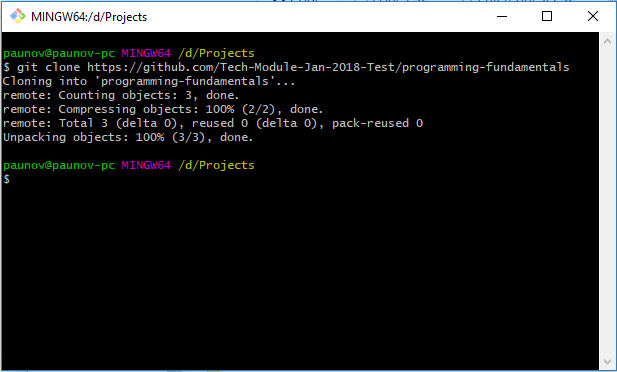 MINGW64:/d/Projects
paunov@paunov-pc MINGW64 /d/Projects
$ git clone https://github.com/Tech-Module-Jan-2018-Test/programming-fundamentals
Cloning into 'programming-fundamentals'...
remote: Counting objects: 3, done.
remote: Compressing objects: 100% (2/2), done.
remote: Total 3 (delta 0), reused 0 (delta 0), pack-reused 0
Unpacking objects: 100% (3/3), done.
paunov@paunov-pc MINGW64 /d/Projects
$